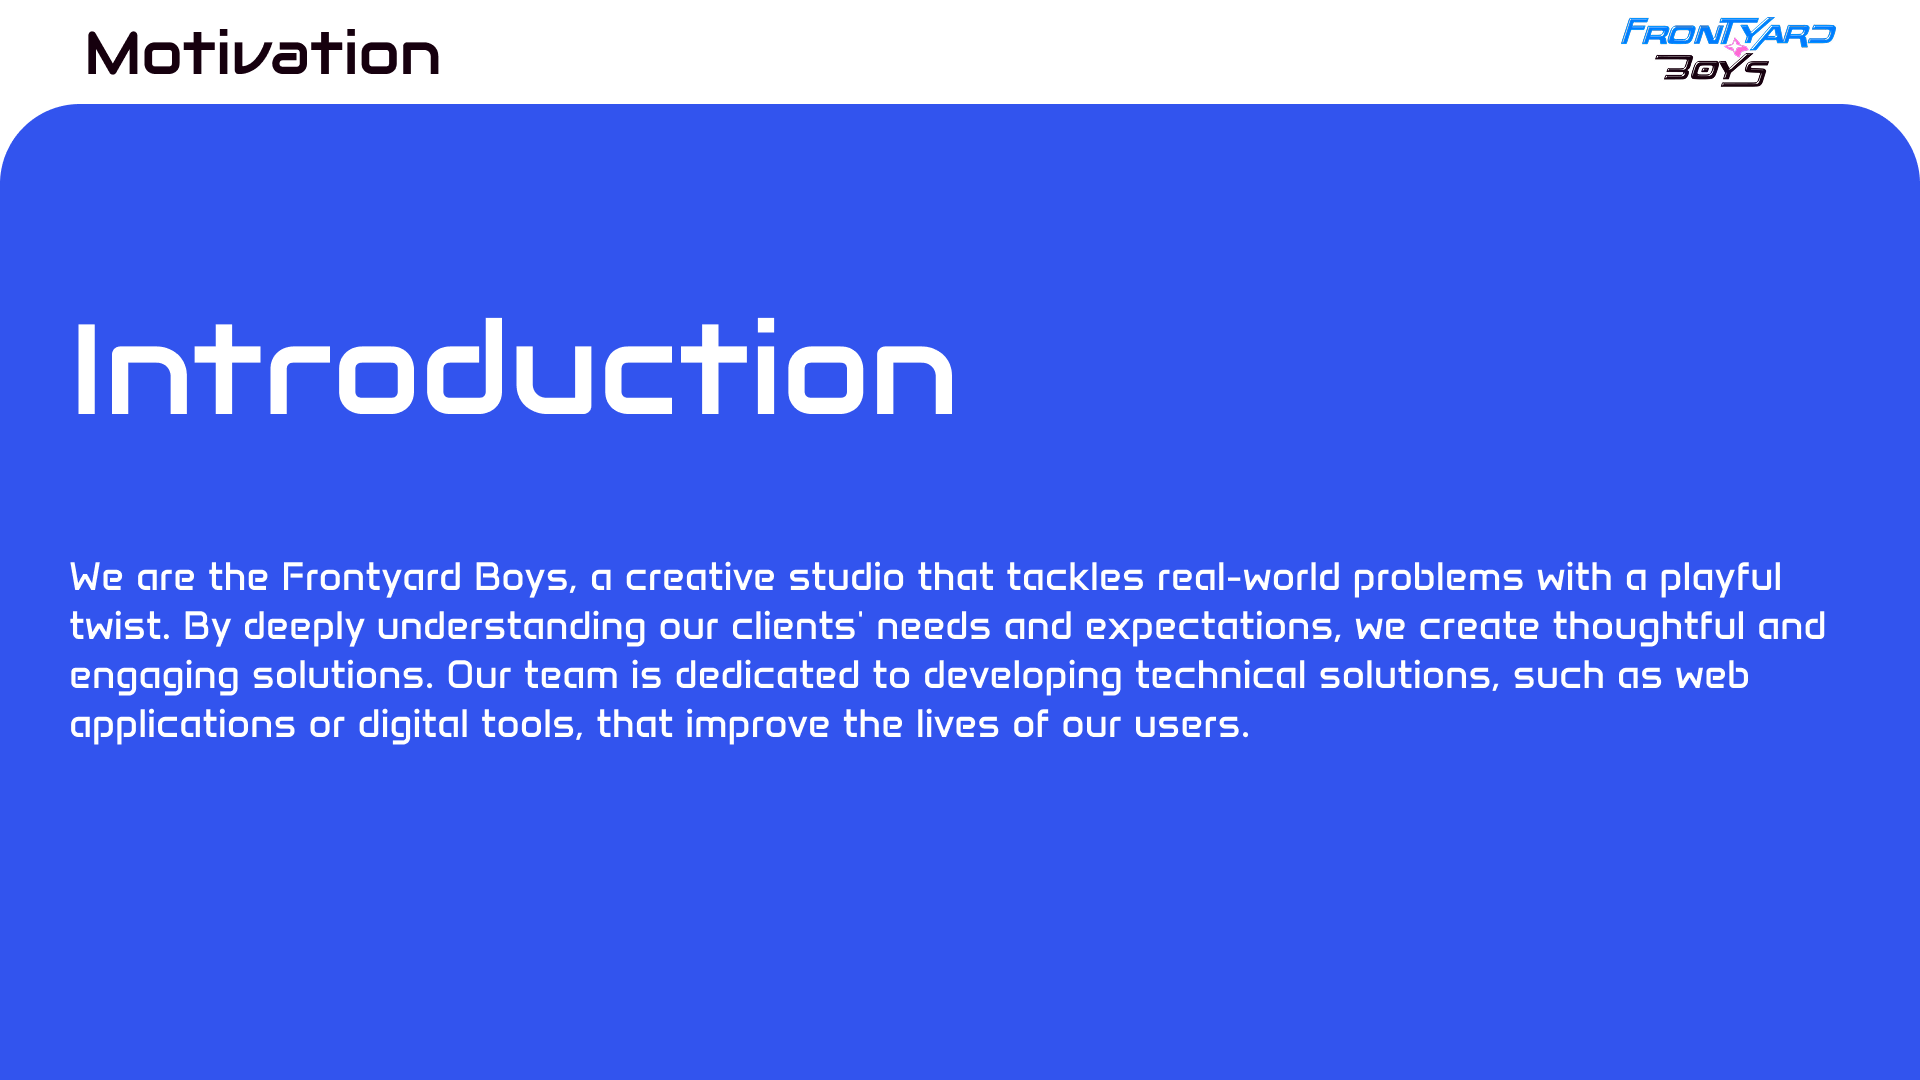 Motivation
FRONTYARD
BOYS
Introduction
We are the Frontyard Boys, a creative studio that tackles real-world problems with a playful
twist. By deeply understanding our clients' needs and expectations, we create thoughtful and
engaging solutions. Our team is dedicated to developing technical solutions, such as web
applications or digital tools, that improve the lives of our users.